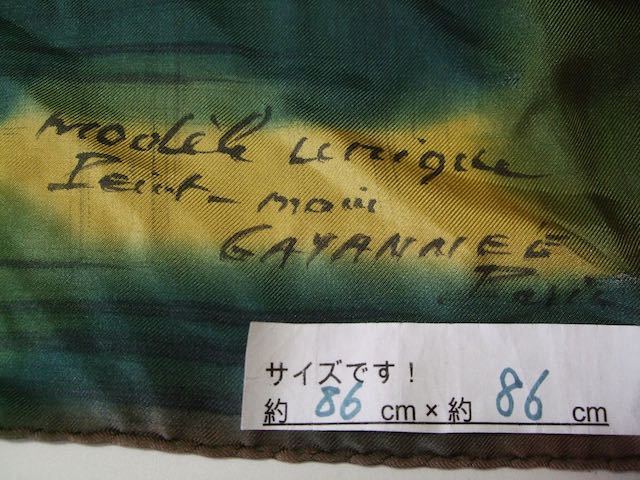 modèle unique
Peint-main
GAYANNEÉ
Paris
サイズです!
約 86 cm × 約 86 cm